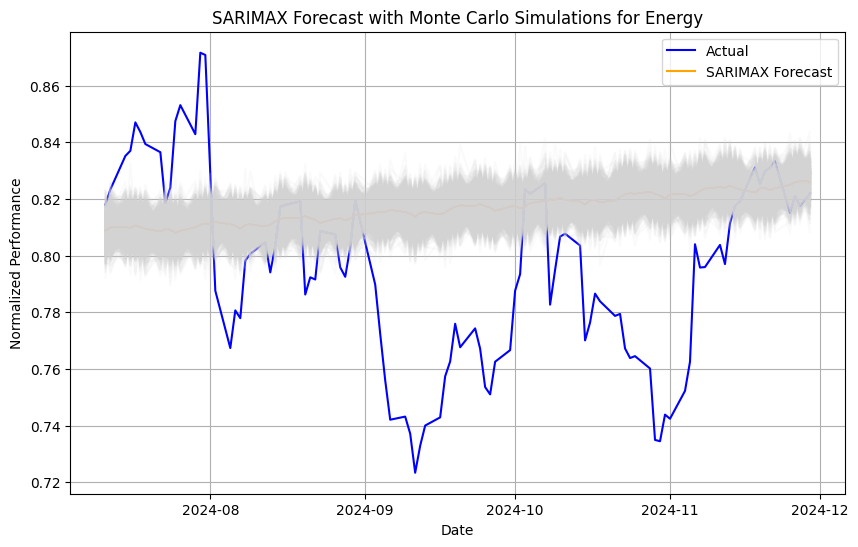 SARIMAX Forecast with Monte Carlo Simulations for Energy
Actual
SARIMAX Forecast
Normalized Performance
0.86
0.84
0.82
0.80
0.78
0.76
0.74
0.72
2024-08
2024-09
2024-10
2024-11
2024-12
Date